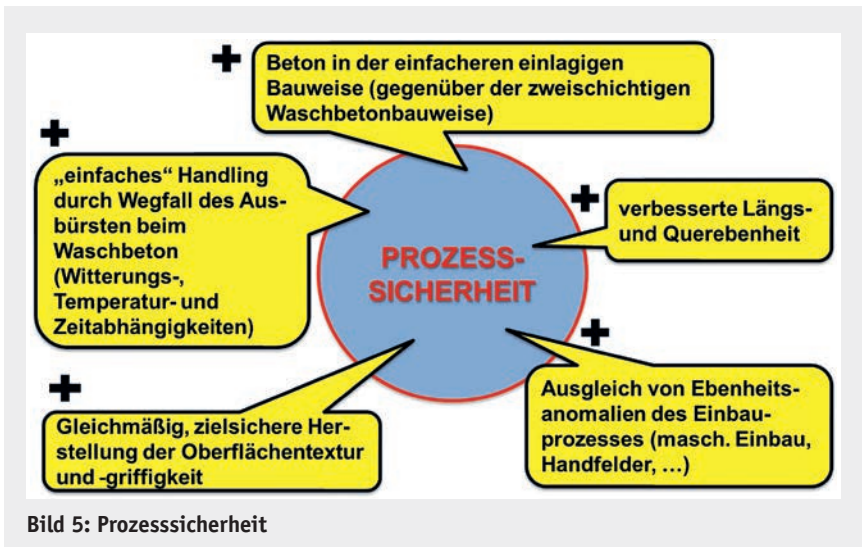 +
Beton in der einfacheren einlagigen
Bauweise (gegenüber der zweischichtigen
Waschbetonbauweise)
+
„einfaches“ Handling
durch Wegfall des Aus-
bürsten beim
Waschbeton
(Witterungs-,
Temperatur- und
Zeitabhängigkeiten)
+
verbesserte Längs-
und Querebenheit
PROZESS-
SICHERHEIT
+
Ausgleich von Ebenheits-
anomalien des Einbau-
prozesses (masch. Einbau,
Handfelder, ...)
+
Gleichmäßig, zielsichere Her-
stellung der Oberflächentextur
und -griffigkeit
Bild 5: Prozesssicherheit